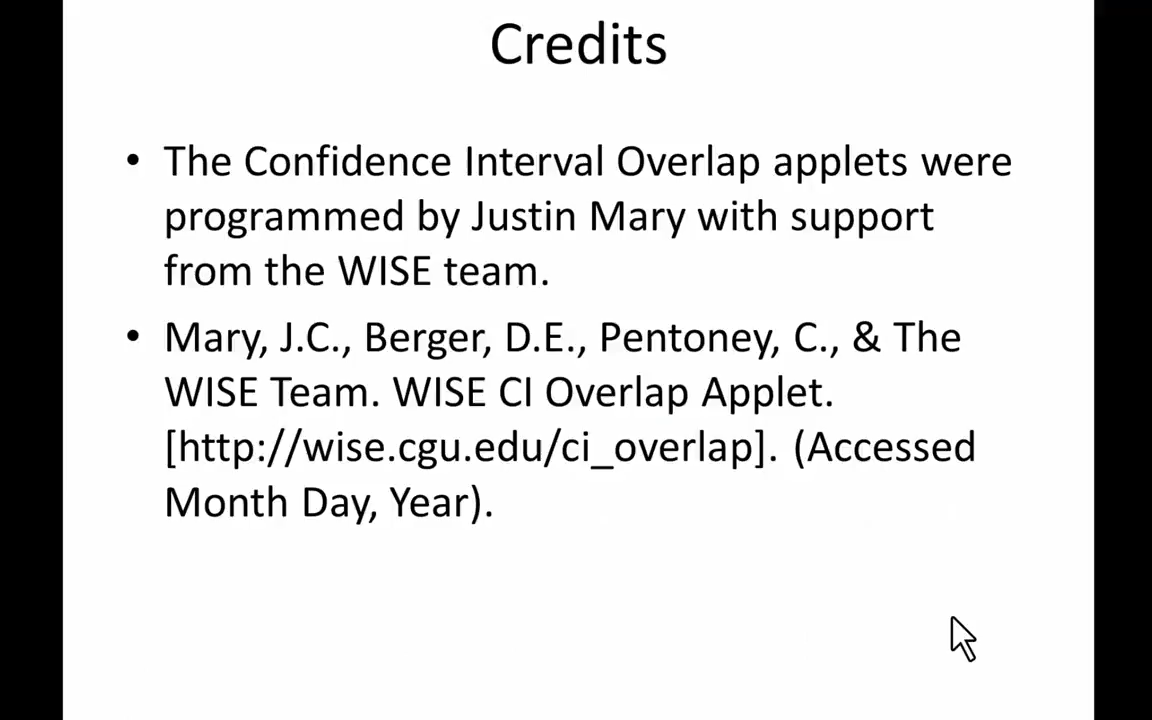 Credits
• The Confidence Interval Overlap applets were
programmed by Justin Mary with support
from the WISE team.
• Mary, J.C., Berger, D.E., Pentoney, C., & The
WISE Team. WISE CI Overlap Applet.
[http://wise.cgu.edu/ci_overlap]. (Accessed
Month Day, Year).